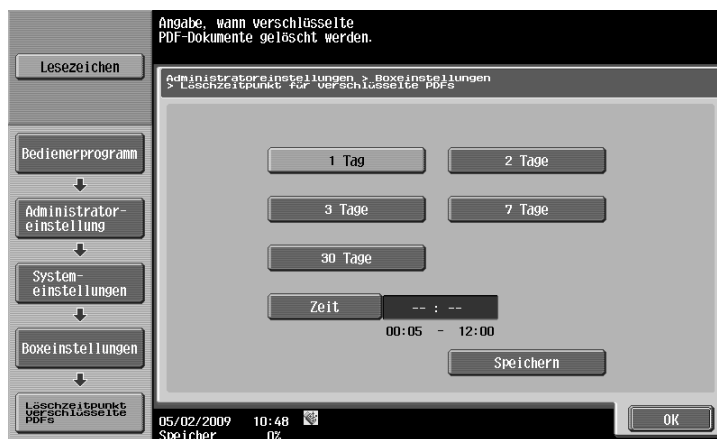 Angabe, wann verschlüsselte
PDF-Dokumente gelöscht werden.
Lesezeichen
Administratoreinstellungen > Boxeinstellungen
> Löschzeitpunkt für verschlüsselte PDFs
Bedienerprogramm
Administrator-
einstellung
System-
einstellungen
Boxeinstellungen
Löschzeitpunkt
verschlüsselte
PDFs
1 Tag
2 Tage
3 Tage
7 Tage
30 Tage
Zeit
-- : --
00:05 - 12:00
Speichern
05/02/2009 10:48
Speicher 0%
OK